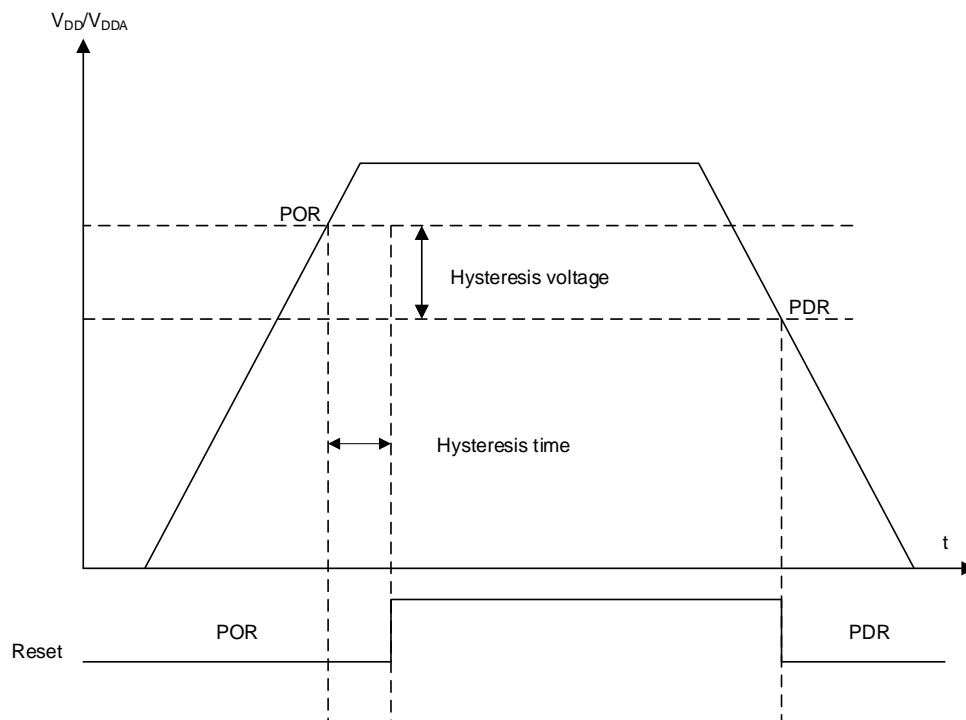 VDD/VDDA
POR
Hysteresis voltage
PDR
Hysteresis time
t
POR
PDR
Reset